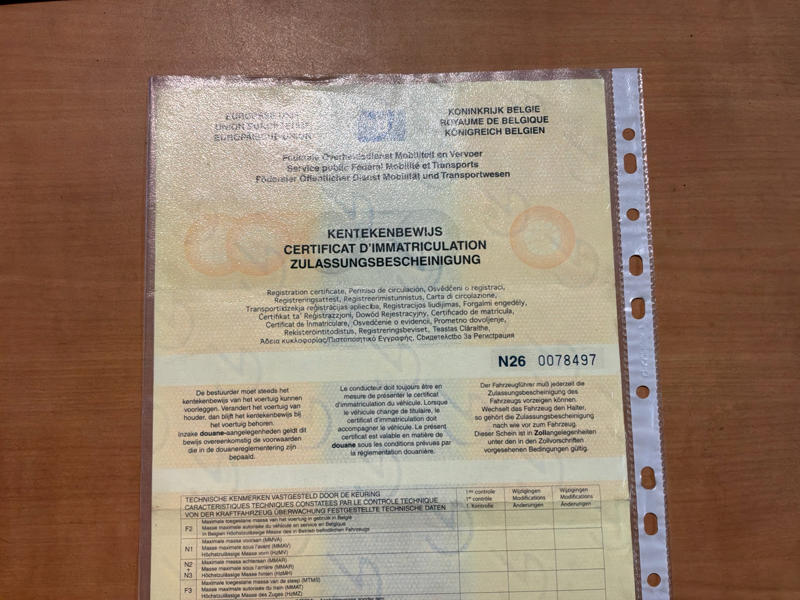 EUROPESE UNIE
UNION EUROPEENNE
EUROPÄISCHE UNION
KONINKRIJK BELGIE
ROYAUME DE BELGIQUE
KÖNIGREICH BELGIEN
Federale Overheidsdienst Mobiliteit en Vervoer
Service public Fédéral Mobilité et Transports
Föderaler Öffentlicher Dienst Mobilität und Transportwesen
KENTEKENBEWIJS
CERTIFICAT D'IMMATRICULATION
ZULASSUNGSBESCHEINIGUNG
Registration certificate, Permiso de circulación, Osvědčení o registraci,
Registreringsattest, Registreerimistunnistus, Carta di circolazione,
Transportlīdzekļa reģistrācijas apliecība, Registracijos liudijimas, Forgalmi engedély,
Ċertifikat ta' Reġistrazzjoni, Dowód Rejestracyjny, Certificado de matrícula,
Certificat de Inmatriculare, Osvedčenie o evidencii, Prometno dovoljenje,
Rekisteröintitodistus, Registreringsbeviset, Teastas Cláraithe,
Άδεια κυκλοφορίας/Πιστοποιητικό Εγγραφής, Свидетелство За Регистрация
N26 0078497
De bestuurder moet steeds het
kentekenbewijs van het voertuig kunnen
voorleggen. Verandert het voertuig van
houder, dan blijft het kentekenbewijs bij
het voertuig behoren.
Inzake douane-aangelegenheden geldt dit
bewijs overeenkomstig de voorwaarden
die in de douanereglementering zijn
bepaald.
Le conducteur doit toujours être en
mesure de présenter le certificat
d'immatriculation du véhicule. Lorsque
le véhicule change de titulaire, le
certificat d'immatriculation doit
accompagner le véhicule. Le présent
certificat est valable en matière de
douane sous les conditions prévues par
la réglementation douanière.
Der Fahrzeugführer muß jederzeit die
Zulassungsbescheinigung des
Fahrzeugs vorzeigen können.
Wechselt das Fahrzeug den Halter,
so gehört die Zulassungsbescheinigung
nach wie vor zum Fahrzeug.
Dieser Schein ist in Zollangelegenheiten
unter den in den Zollvorschriften
vorgesehenen Bedingungen gültig.
TECHNISCHE KENMERKEN VASTGESTELD DOOR DE KEURING
CARACTERISTIQUES TECHNIQUES CONSTATEES PAR LE CONTROLE TECHNIQUE
VON DER KRAFTFAHRZEUG ÜBERWACHUNG FESTGESTELLTE TECHNISCHE DATEN
1ste controle
1er contrôle
1. Kontrolle
Wijzigingen
Modifications
Änderungen
Wijzigingen
Modifications
Änderungen
F2
Maximale toegestane massa van het voertuig in gebruik in België
Masse maximale autorisée du véhicule en service en Belgique
In Belgien Höchstzulässige Masse des in Betrieb befindlichen Fahrzeugs
N1
Maximale massa vooraan (MMVA)
Masse maximale sous l'avant (MMAV)
Höchstzulässige Masse vorn (HzMV)
N2
+
N3
Maximale massa achteraan (MMAR)
Masse maximale sous l'arrière (MMAR)
Höchstzulässige Masse hinten (HzMH)
F3
Maximale toegestane massa van de sleep (MTMS)
Masse maximale autorisée du train (MMAT)
Höchstzulässige Masse des Zuges (HzMZ)